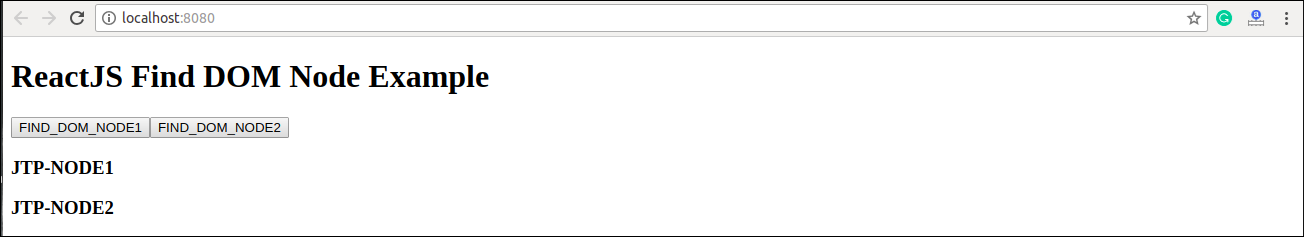 localhost:8080
ReactJS Find DOM Node Example
FIND_DOM_NODE1 FIND_DOM_NODE2
JTP-NODE1
JTP-NODE2